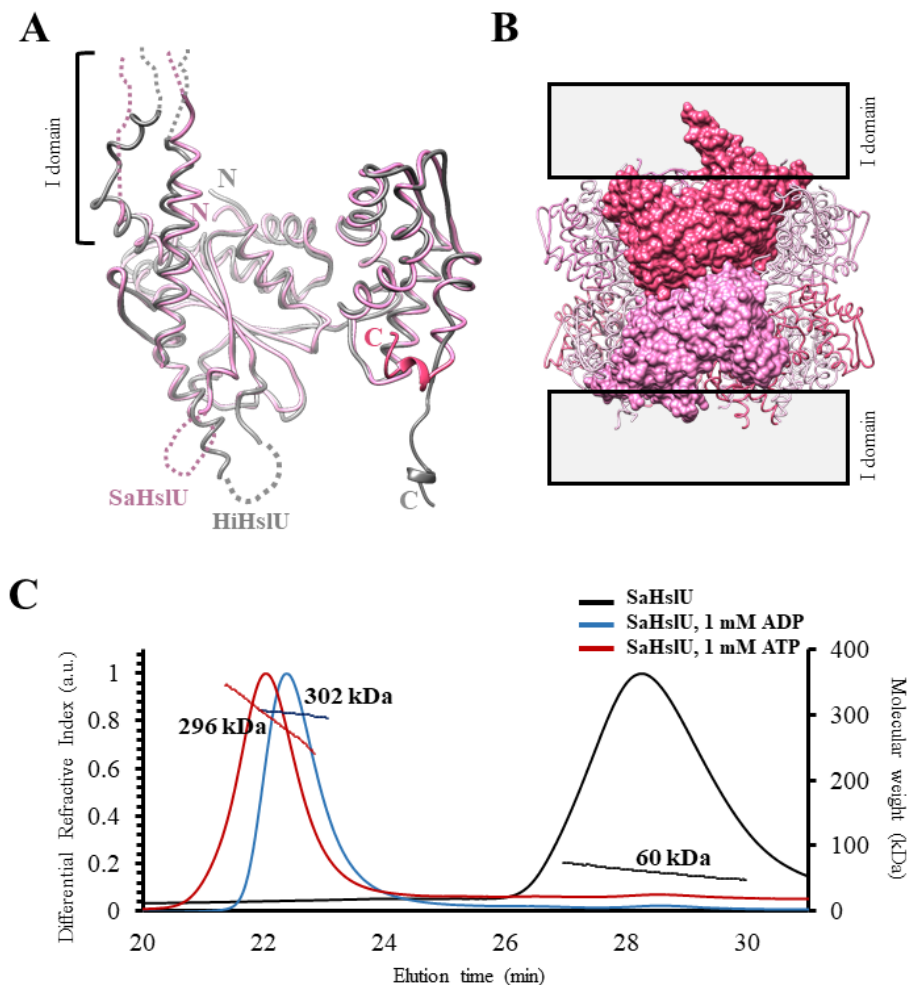 A
B
I domain
I domain
N
N
C
C
SaHslU
HiHslU
I domain
C
SaHslU
SaHslU, 1 mM ADP
SaHslU, 1 mM ATP
Differential Refractive Index (a.u.)
1
0.8
0.6
0.4
0.2
0
302 kDa
296 kDa
60 kDa
400
300
200
100
0
Molecular weight (kDa)
20
22
24
26
28
30
Elution time (min)